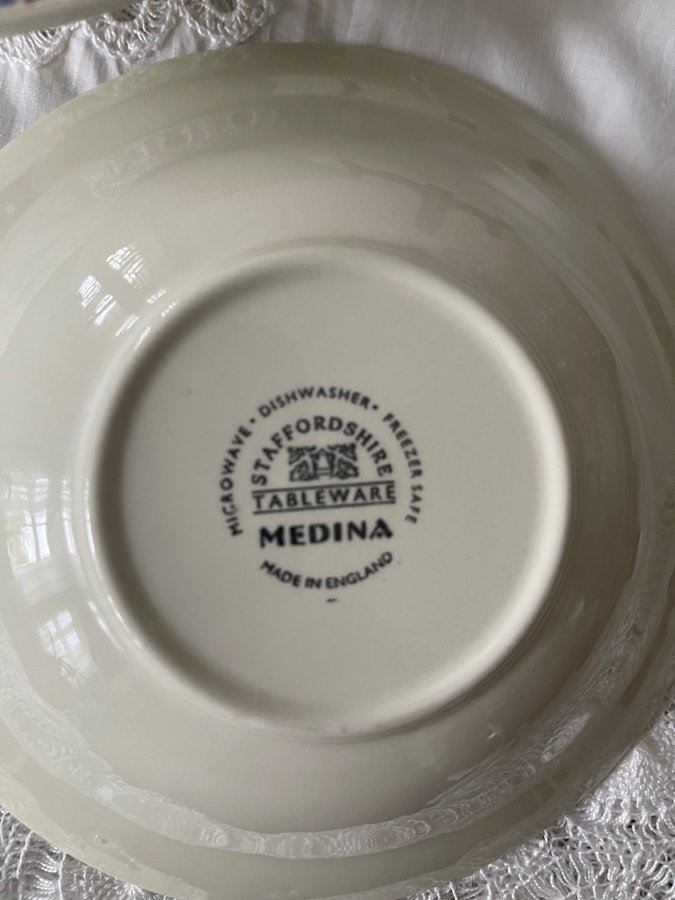 MICROWAVE • DISHWASHER • FREEZER SAFE
STAFFORDSHIRE
TABLEWARE
MEDINA
MADE IN ENGLAND